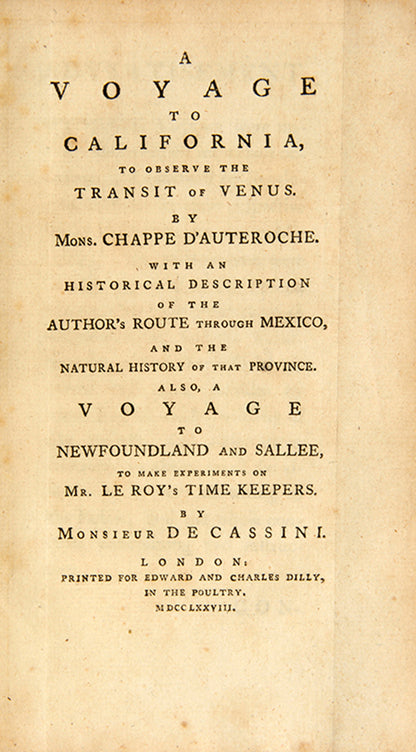 A
VOYAGE
TO
CALIFORNIA,
TO OBSERVE THE
TRANSIT OF VENUS.
BY
MONS. CHAPPE D'AUTEROCHE.
WITH AN
HISTORICAL DESCRIPTION
OF THE
AUTHOR'S ROUTE THROUGH MEXICO,
AND THE
NATURAL HISTORY OF THAT PROVINCE.
ALSO, A
VOYAGE
TO
NEWFOUNDLAND AND SALLEE,
TO MAKE EXPERIMENTS ON
MR. LE ROY'S TIME KEEPERS.
BY
MONSIEUR DE CASSINI.
LONDON:
PRINTED FOR EDWARD AND CHARLES DILLY,
IN THE POULTRY.
MDCCLXXVIII.